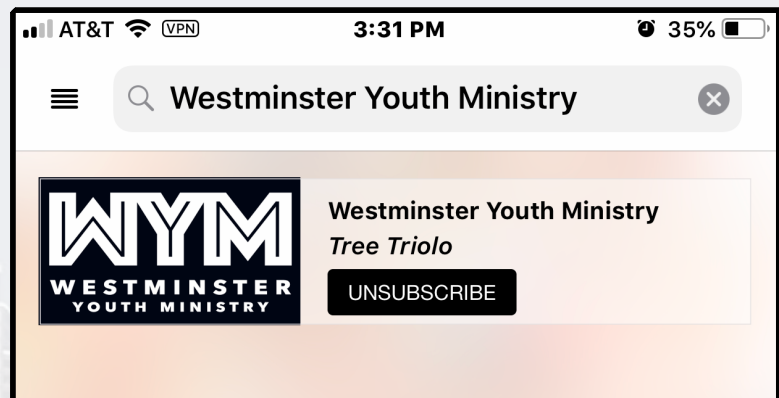 AT&T VPN 3:31 PM 35%
Westminster Youth Ministry
WYM
WESTMINSTER
YOUTH MINISTRY
Westminster Youth Ministry
Tree Triolo
UNSUBSCRIBE